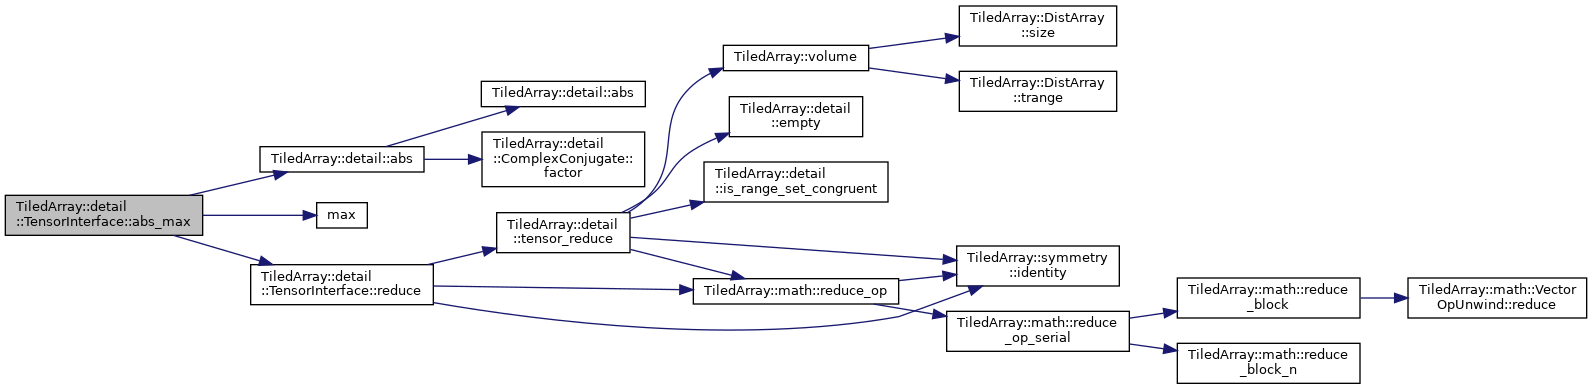 TiledArray::detail
::TensorInterface::abs_max
TiledArray::detail::abs
max
TiledArray::detail
::TensorInterface::reduce
TiledArray::detail::abs
TiledArray::detail
::ComplexConjugate::
factor
TiledArray::detail
::tensor_reduce
TiledArray::volume
TiledArray::detail
::empty
TiledArray::detail
::is_range_set_congruent
TiledArray::math::reduce_op
TiledArray::DistArray
::size
TiledArray::DistArray
::trange
TiledArray::symmetry
::identity
TiledArray::math::reduce
_op_serial
TiledArray::math::reduce
_block
TiledArray::math::reduce
_block_n
TiledArray::math::Vector
OpUnwind::reduce